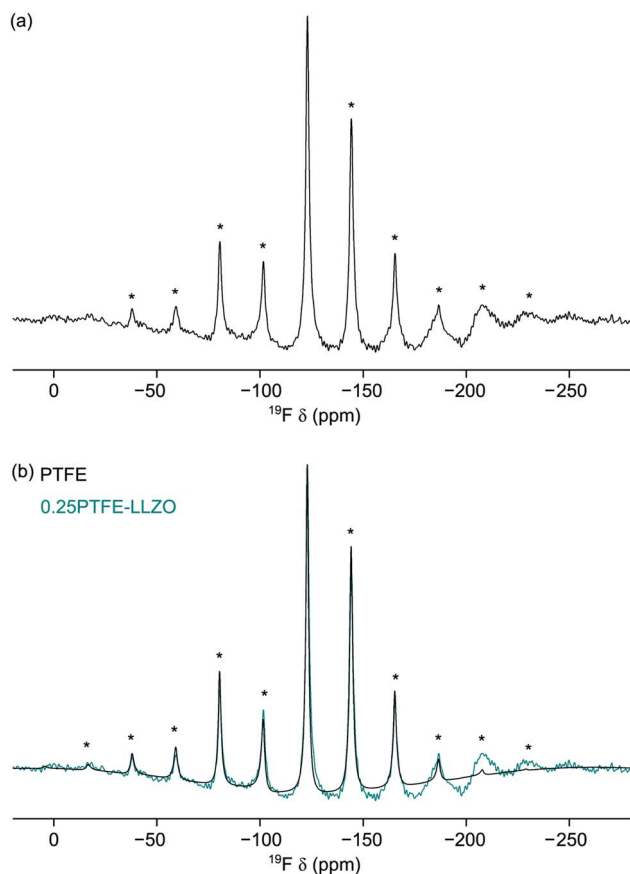 (a)
* * * * * * * * * *
0 −50 −100 −150 −200 −250
¹⁹F δ (ppm)
(b) PTFE
0.25PTFE-LLZO
* * * * * * * * * * *
0 −50 −100 −150 −200 −250
¹⁹F δ (ppm)